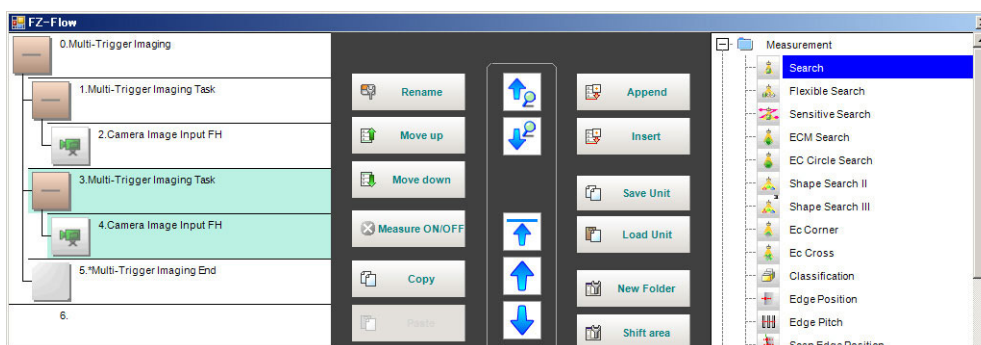 FZ-Flow
0.Multi-Trigger Imaging
1.Multi-Trigger Imaging Task
2.Camera Image Input FH
3.Multi-Trigger Imaging Task
4.Camera Image Input FH
5.*Multi-Trigger Imaging End
6.
Rename
Move up
Move down
Measure ON/OFF
Copy
Paste
Append
Insert
Save Unit
Load Unit
New Folder
Shift area
Measurement
Search
Flexible Search
Sensitive Search
ECM Search
EC Circle Search
Shape Search II
Shape Search III
Ec Corner
Ec Cross
Classification
Edge Position
Edge Pitch
Scan Edge Position